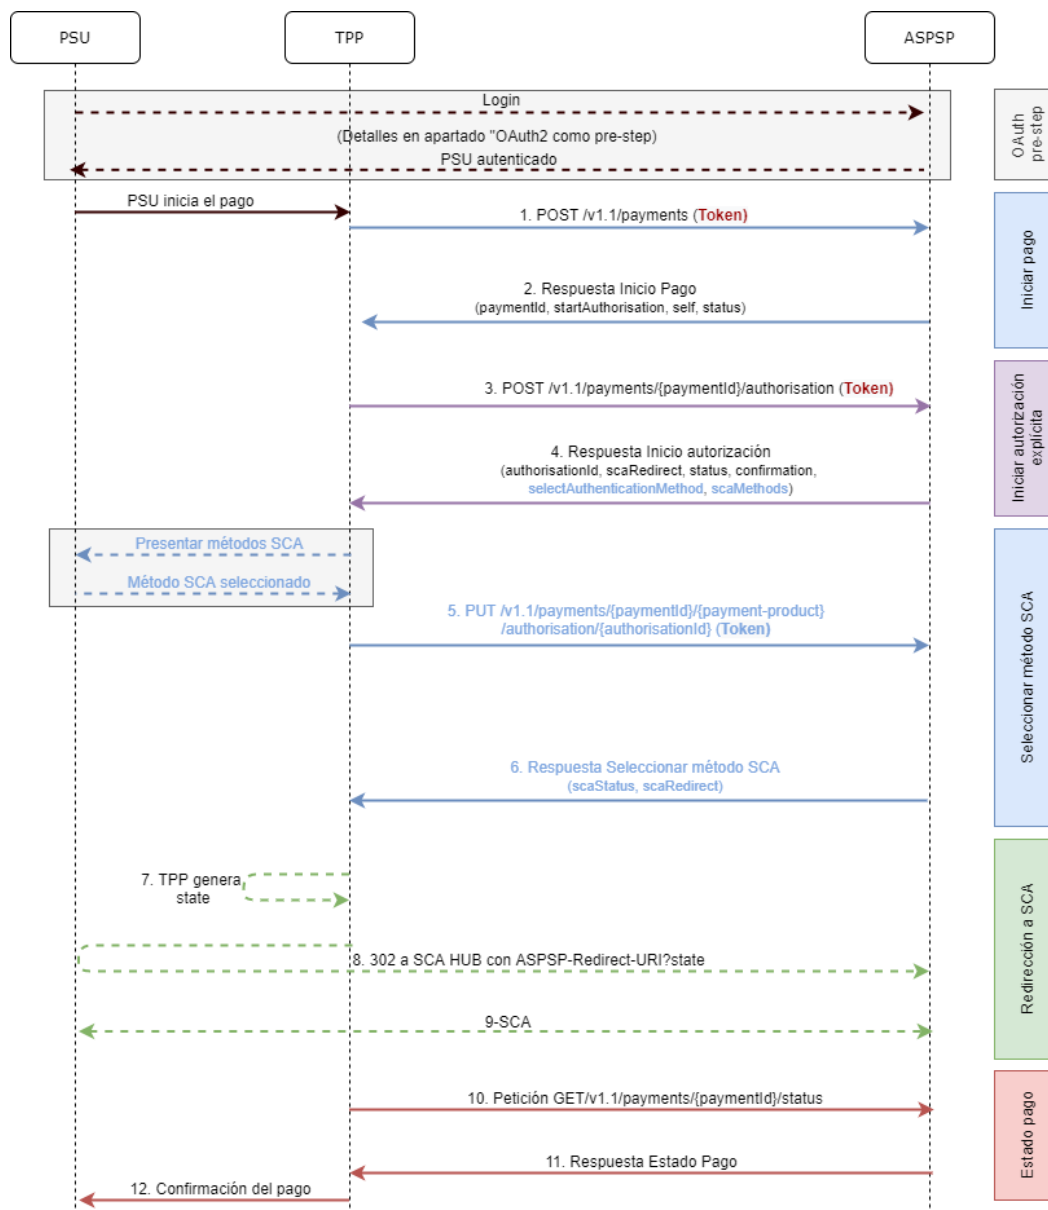 PSU
TPP
ASPSP
Login
(Detalles en apartado "OAuth2 como pre-step)
PSU autenticado
OAuth
pre-step
PSU inicia el pago
1. POST /v1.1/payments (Token)
2. Respuesta Inicio Pago
(paymentId, startAuthorisation, self, status)
Iniciar pago
3. POST /v1.1/payments/{paymentId}/authorisation (Token)
4. Respuesta Inicio autorización
(authorisationId, scaRedirect, status, confirmation,
selectAuthenticationMethod, scaMethods)
Iniciar autorización
explícita
Presentar métodos SCA
Método SCA seleccionado
5. PUT /v1.1/payments/{paymentId}/{payment-product}
/authorisation/{authorisationId} (Token)
6. Respuesta Seleccionar método SCA
(scaStatus, scaRedirect)
Seleccionar método SCA
7. TPP genera
state
8. 302 a SCA HUB con ASPSP-Redirect-URI?state
9-SCA
Redirección a SCA
10. Petición GET/v1.1/payments/{paymentId}/status
11. Respuesta Estado Pago
12. Confirmación del pago
Estado pago